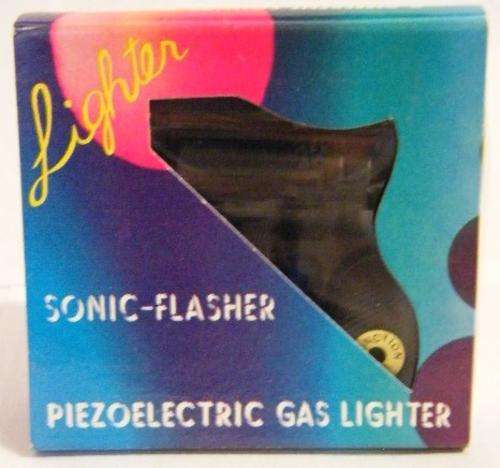 Lighter
SONIC-FLASHER
PIEZOELECTRIC GAS LIGHTER